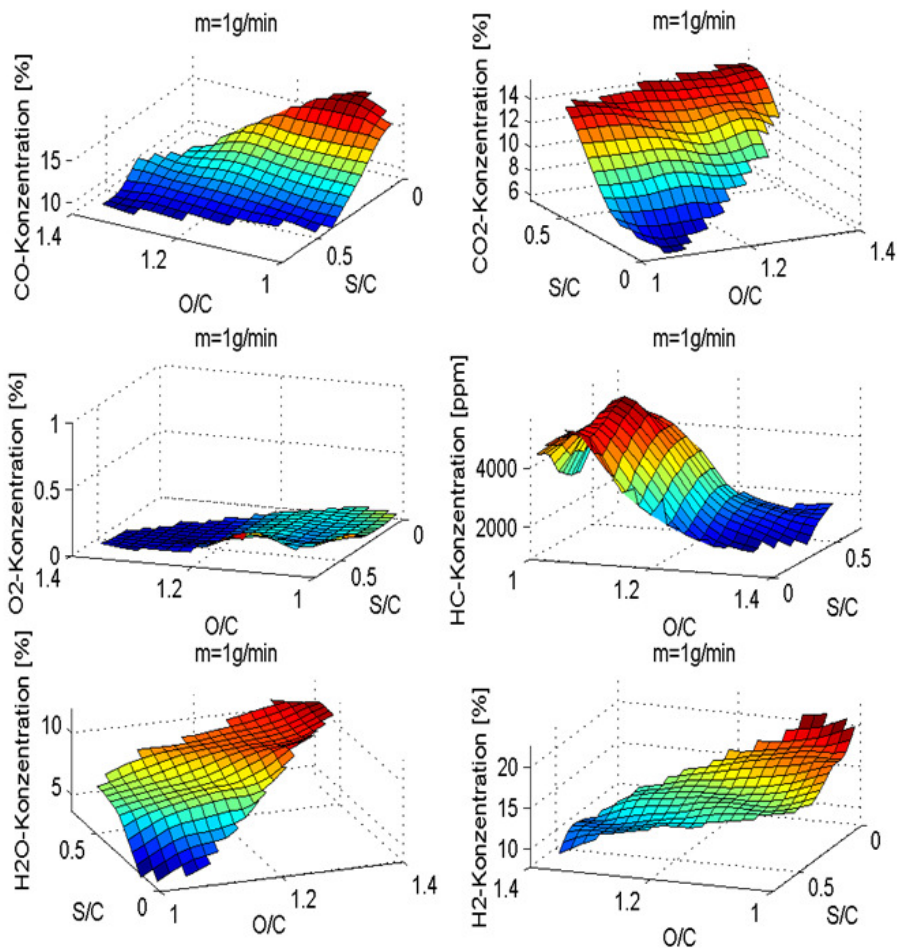 m=1g/min
CO-Konzentration [%]
15
10
1.4
1.2
1
O/C
0.5
0
S/C
m=1g/min
CO2-Konzentration [%]
14
12
10
8
6
0.5
0
S/C
1
1.2
1.4
O/C
m=1g/min
O2-Konzentration [%]
1
0.5
0
1.4
1.2
1
O/C
0.5
0
S/C
m=1g/min
HC-Konzentration [ppm]
4000
2000
1
1.2
1.4
O/C
0
0.5
S/C
m=1g/min
H2O-Konzentration [%]
10
5
0.5
0
S/C
1
1.2
1.4
O/C
m=1g/min
H2-Konzentration [%]
20
15
10
1.4
1.2
1
O/C
0.5
0
S/C